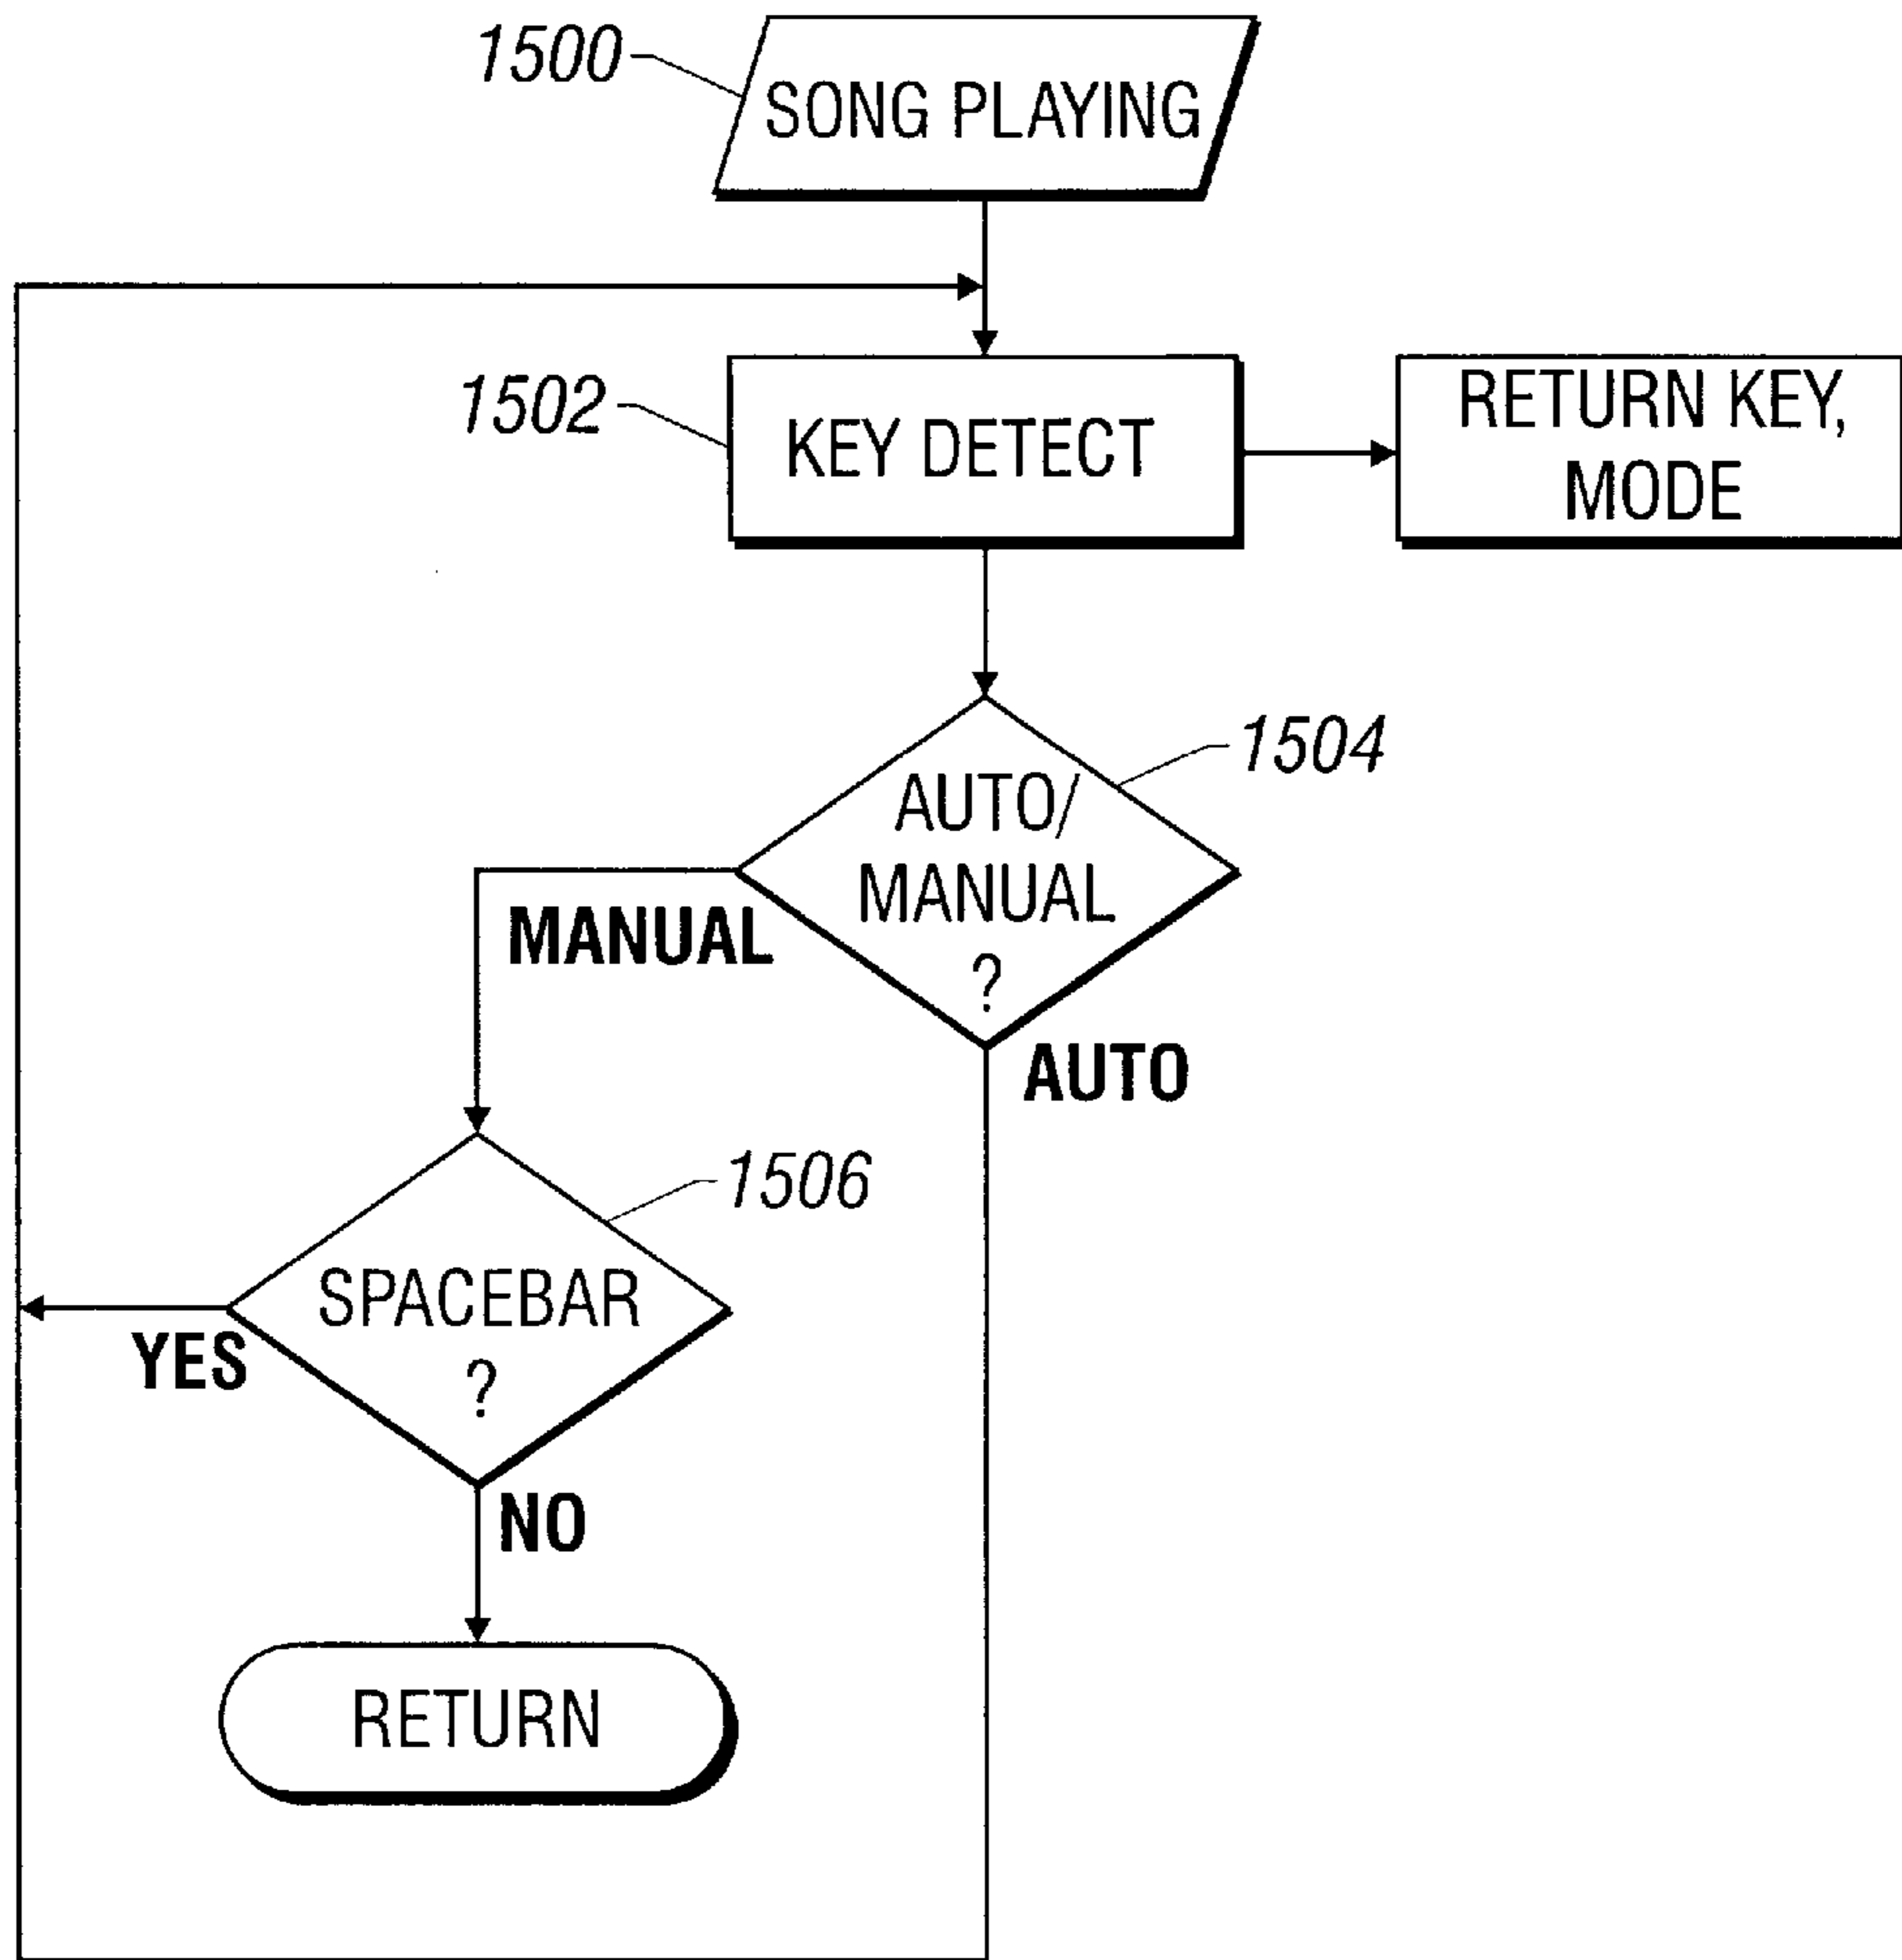 1500
SONG PLAYING
1502
KEY DETECT
RETURN KEY,
MODE
1504
AUTO/
MANUAL
?
MANUAL
AUTO
1506
SPACEBAR
?
YES
NO
RETURN